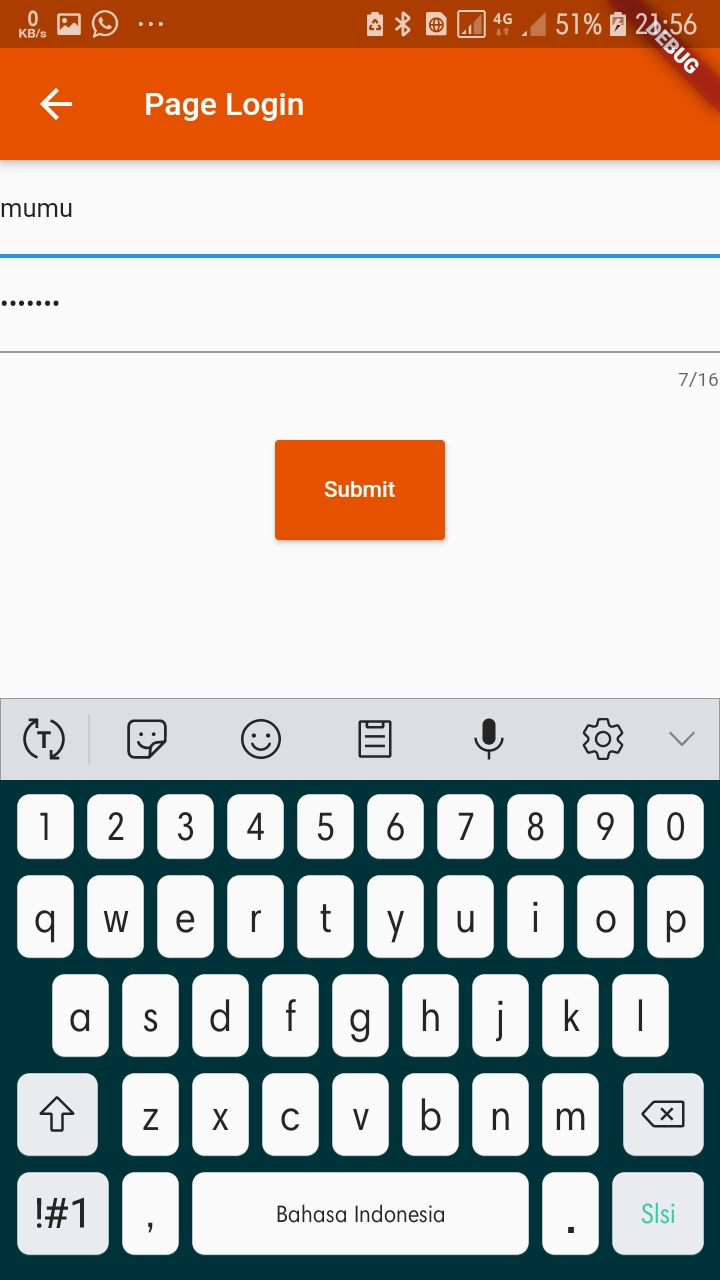 0
KB/s
4G
51%
21:56
DEBUG
Page Login
mumu
•••••••
7/16
Submit
T
1 2 3 4 5 6 7 8 9 0
q w e r t y u i o p
a s d f g h j k l
z x c v b n m
!#1 , Bahasa Indonesia . Slsi